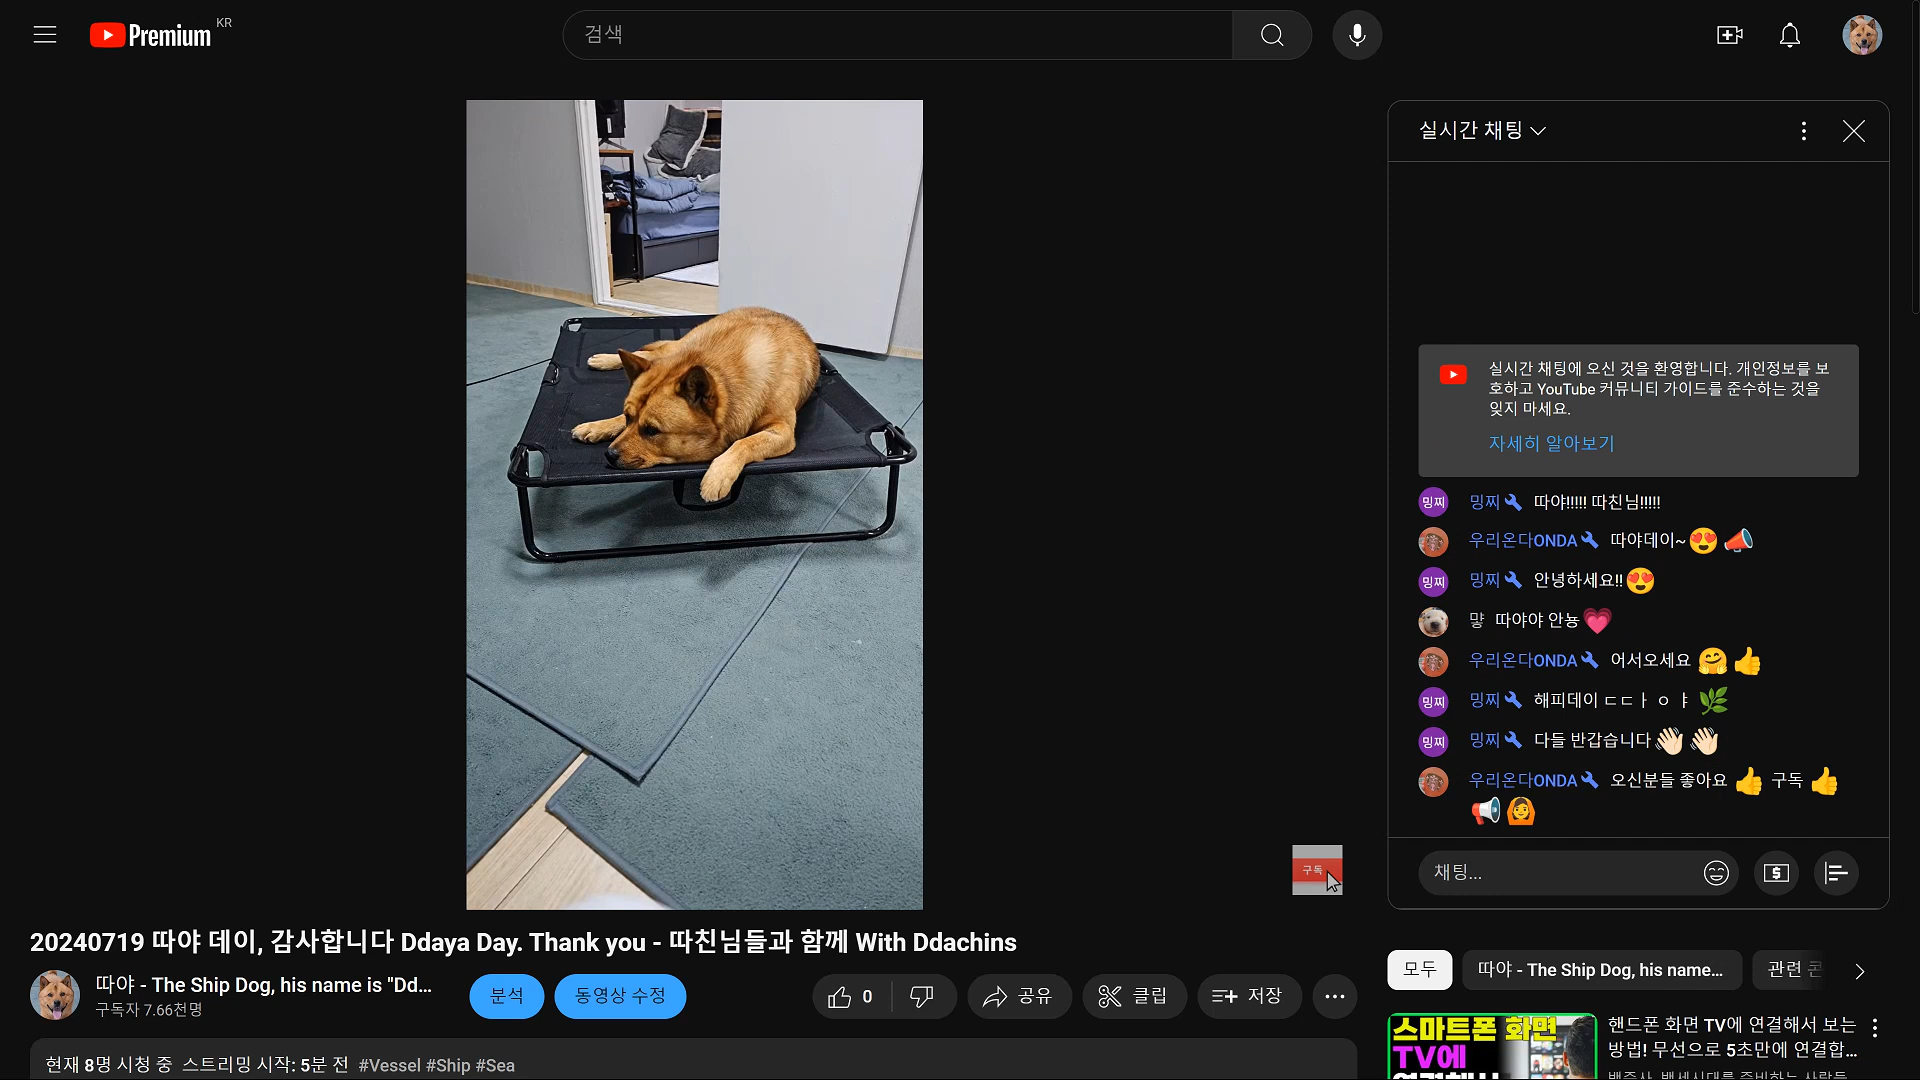 Premium KR
검색
실시간 채팅
실시간 채팅에 오신 것을 환영합니다. 개인정보를 보
호하고 YouTube 커뮤니티 가이드를 준수하는 것을
잊지 마세요.
자세히 알아보기
밍찌 밍찌 따야!!!!! 따친님!!!!!
우리온다ONDA 따야데이~
밍찌 밍찌 안녕하세요!!
먛 따야야 안뇽
우리온다ONDA 어서오세요
밍찌 밍찌 해피데이 ㄷㄷㅏ ㅇ ㅑ
밍찌 밍찌 다들 반갑습니다
우리온다ONDA 오신분들 좋아요 구독
채팅...
구독
20240719 따야 데이, 감사합니다 Ddaya Day. Thank you - 따친님들과 함께 With Ddachins
따야 - The Ship Dog, his name is "Dd...
구독자 7.66천명
분석
동영상 수정
0
공유
클립
저장
현재 8명 시청 중 스트리밍 시작: 5분 전 #Vessel #Ship #Sea
모두
따야 - The Ship Dog, his name...
관련
스마트폰 화면
TV에
핸드폰 화면 TV에 연결해서 보는
방법! 무선으로 5초만에 연결합...